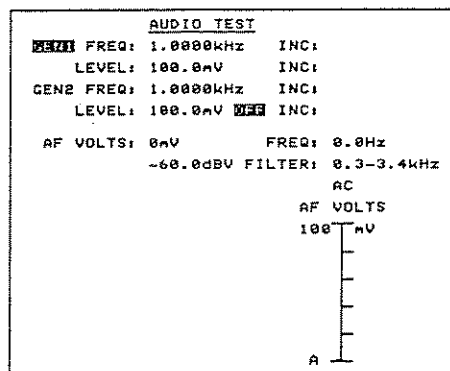 AUDIO TEST
GEN1 FREQ: 1.0000kHz INC:
LEVEL: 100.0mV INC:
GEN2 FREQ: 1.0000kHz INC:
LEVEL: 100.0mV OFF INC:
AF VOLTS: 0mV FREQ: 0.0Hz
-60.0dBV FILTER: 0.3-3.4kHz
AC
AF VOLTS
100 mV
A